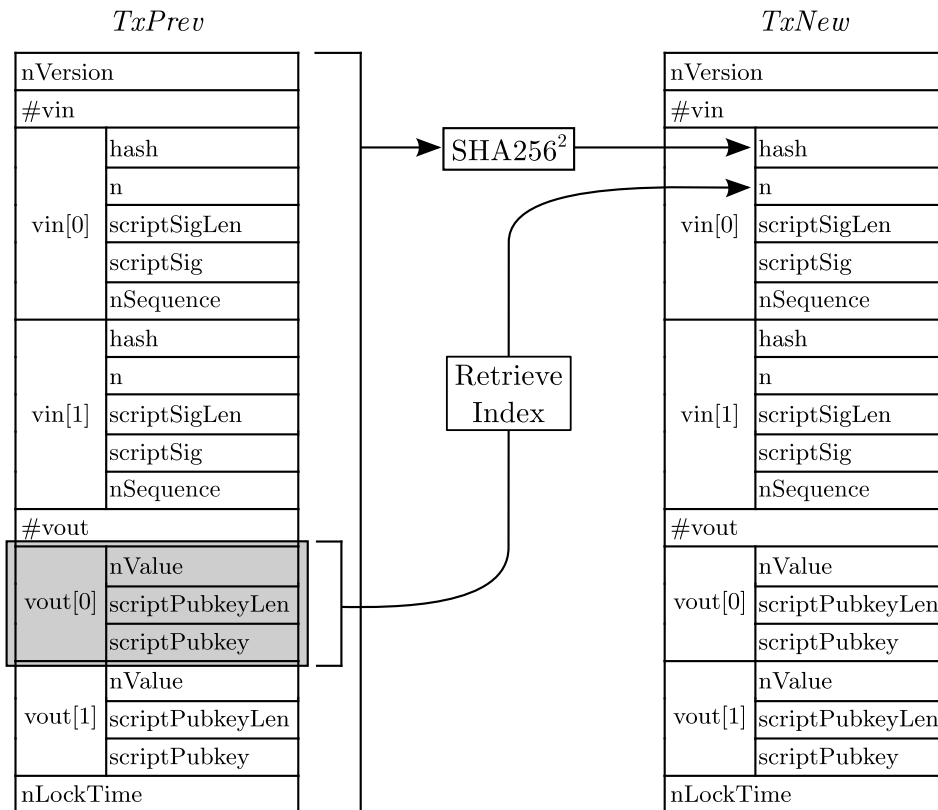 TxPrev
nVersion
#vin
vin[0]
hash
n
scriptSigLen
scriptSig
nSequence
vin[1]
hash
n
scriptSigLen
scriptSig
nSequence
#vout
vout[0]
nValue
scriptPubkeyLen
scriptPubkey
vout[1]
nValue
scriptPubkeyLen
scriptPubkey
nLockTime
SHA256²
Retrieve
Index
TxNew
nVersion
#vin
vin[0]
hash
n
scriptSigLen
scriptSig
nSequence
vin[1]
hash
n
scriptSigLen
scriptSig
nSequence
#vout
vout[0]
nValue
scriptPubkeyLen
scriptPubkey
vout[1]
nValue
scriptPubkeyLen
scriptPubkey
nLockTime